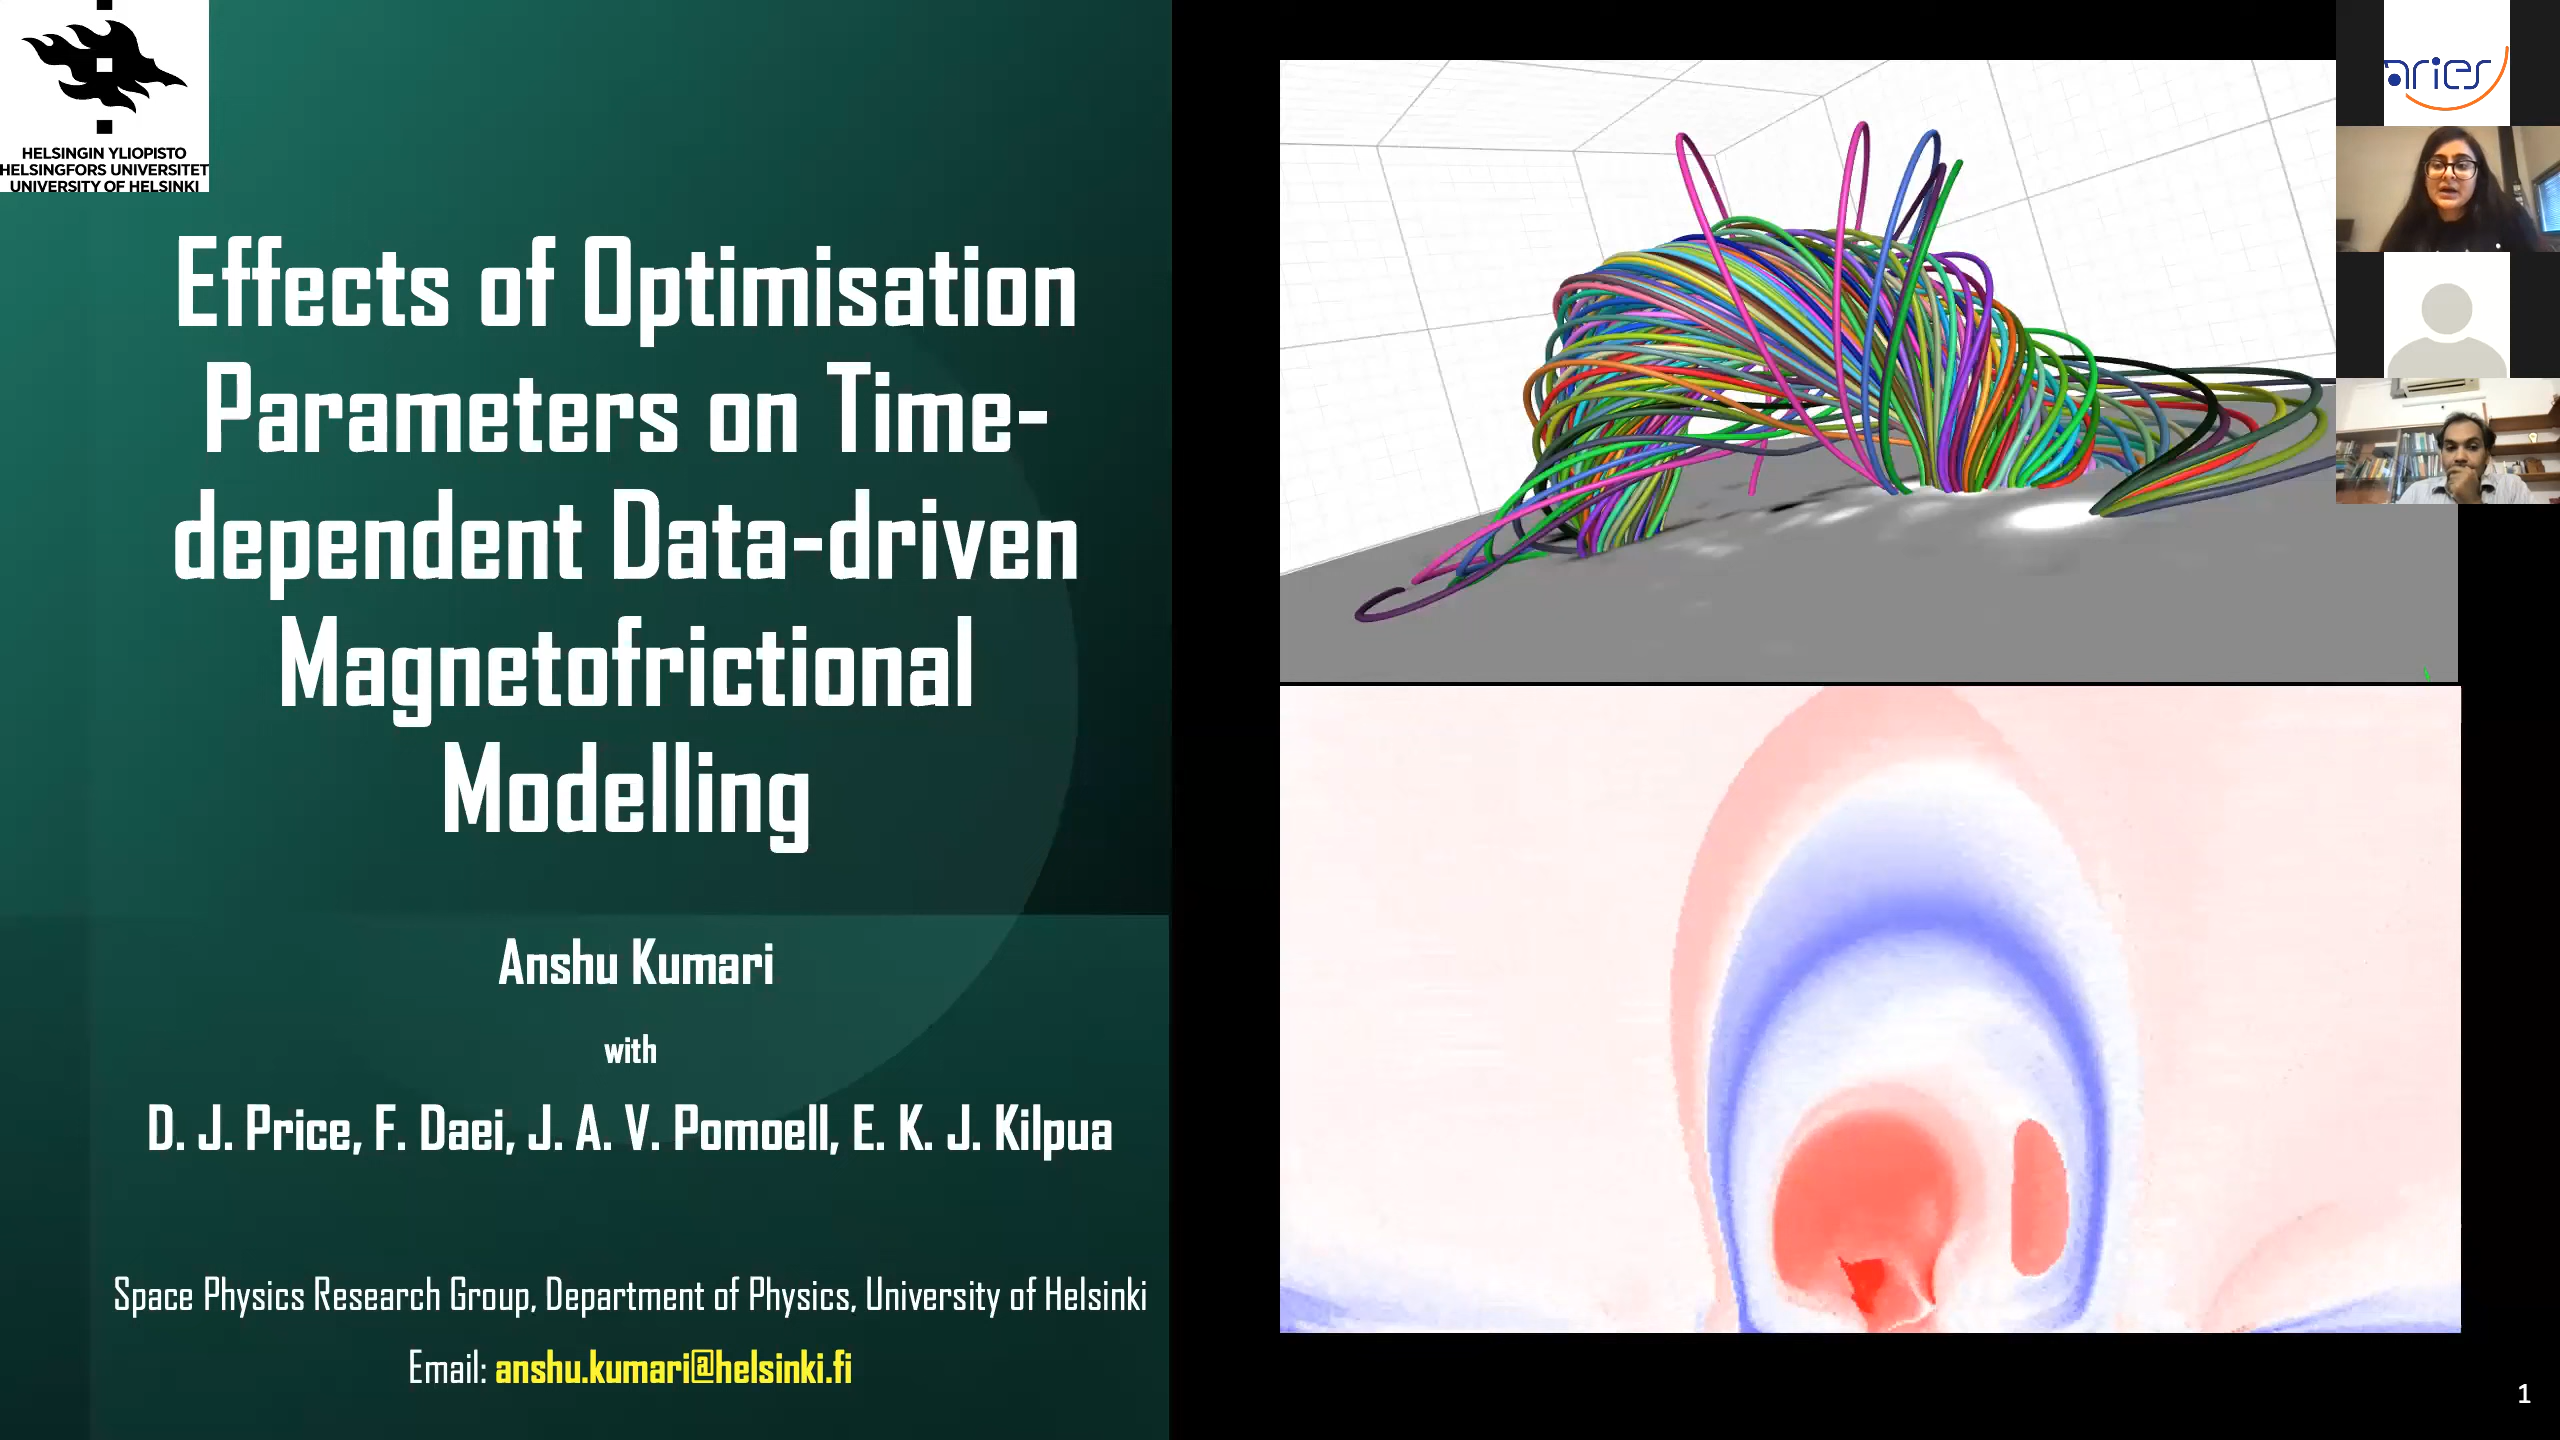 HELSINGIN YLIOPISTO
HELSINGFORS UNIVERSITET
UNIVERSITY OF HELSINKI
Effects of Optimisation
Parameters on Time-
dependent Data-driven
Magnetofrictional
Modelling
Anshu Kumari
with
D. J. Price, F. Daei, J. A. V. Pomoell, E. K. J. Kilpua
Space Physics Research Group, Department of Physics, University of Helsinki
Email: anshu.kumari@helsinki.fi
aries
1